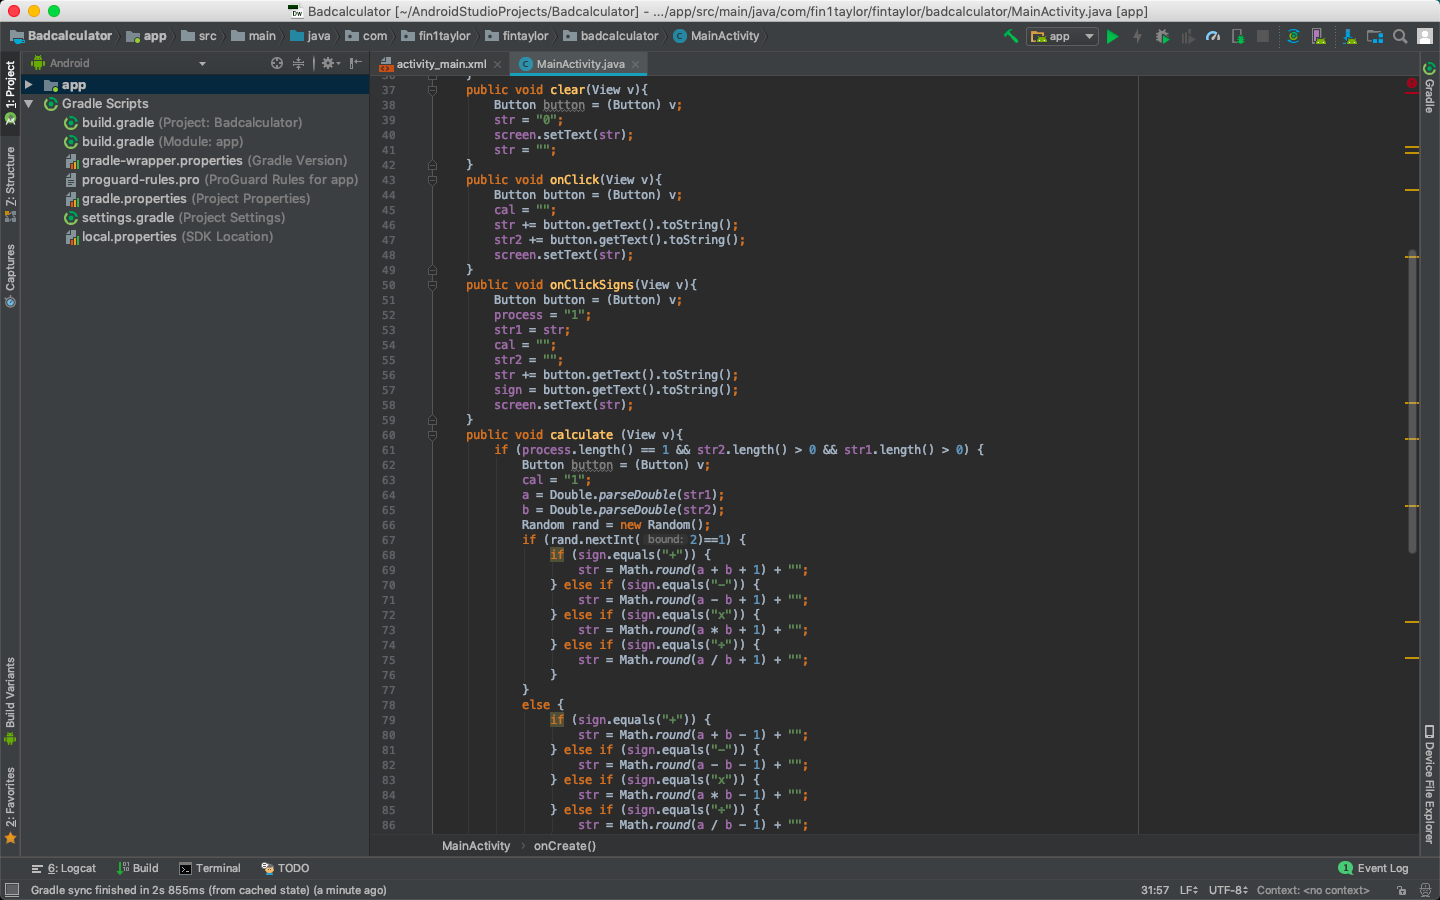 Dw Badcalculator [~/AndroidStudioProjects/Badcalculator] - .../app/src/main/java/com/fin1taylor/fintaylor/badcalculator/MainActivity.java [app]
Badcalculator app src main java com fin1taylor fintaylor badcalculator MainActivity app
Android
activity_main.xml MainActivity.java
1: Project
Z: Structure
Captures
Build Variants
2: Favorites
app
Gradle Scripts
build.gradle (Project: Badcalculator)
build.gradle (Module: app)
gradle-wrapper.properties (Gradle Version)
proguard-rules.pro (ProGuard Rules for app)
gradle.properties (Project Properties)
settings.gradle (Project Settings)
local.properties (SDK Location)
36 }
37 public void clear(View v){
38 Button button = (Button) v;
39 str = "0";
40 screen.setText(str);
41 str = "";
42 }
43 public void onClick(View v){
44 Button button = (Button) v;
45 cal = "";
46 str += button.getText().toString();
47 str2 += button.getText().toString();
48 screen.setText(str);
49 }
50 public void onClickSigns(View v){
51 Button button = (Button) v;
52 process = "1";
53 str1 = str;
54 cal = "";
55 str2 = "";
56 str += button.getText().toString();
57 sign = button.getText().toString();
58 screen.setText(str);
59 }
60 public void calculate (View v){
61 if (process.length() == 1 && str2.length() > 0 && str1.length() > 0) {
62 Button button = (Button) v;
63 cal = "1";
64 a = Double.parseDouble(str1);
65 b = Double.parseDouble(str2);
66 Random rand = new Random();
67 if (rand.nextInt( bound: 2)==1) {
68 if (sign.equals("+")) {
69 str = Math.round(a + b + 1) + "";
70 } else if (sign.equals("-")) {
71 str = Math.round(a - b + 1) + "";
72 } else if (sign.equals("x")) {
73 str = Math.round(a * b + 1) + "";
74 } else if (sign.equals("÷")) {
75 str = Math.round(a / b + 1) + "";
76 }
77 }
78 else {
79 if (sign.equals("+")) {
80 str = Math.round(a + b - 1) + "";
81 } else if (sign.equals("-")) {
82 str = Math.round(a - b - 1) + "";
83 } else if (sign.equals("x")) {
84 str = Math.round(a * b - 1) + "";
85 } else if (sign.equals("÷")) {
86 str = Math.round(a / b - 1) + "";
Gradle
Device File Explorer
MainActivity › onCreate()
6: Logcat Build Terminal TODO 1 Event Log
Gradle sync finished in 2s 855ms (from cached state) (a minute ago) 31:57 LF UTF-8 Context: <no context>